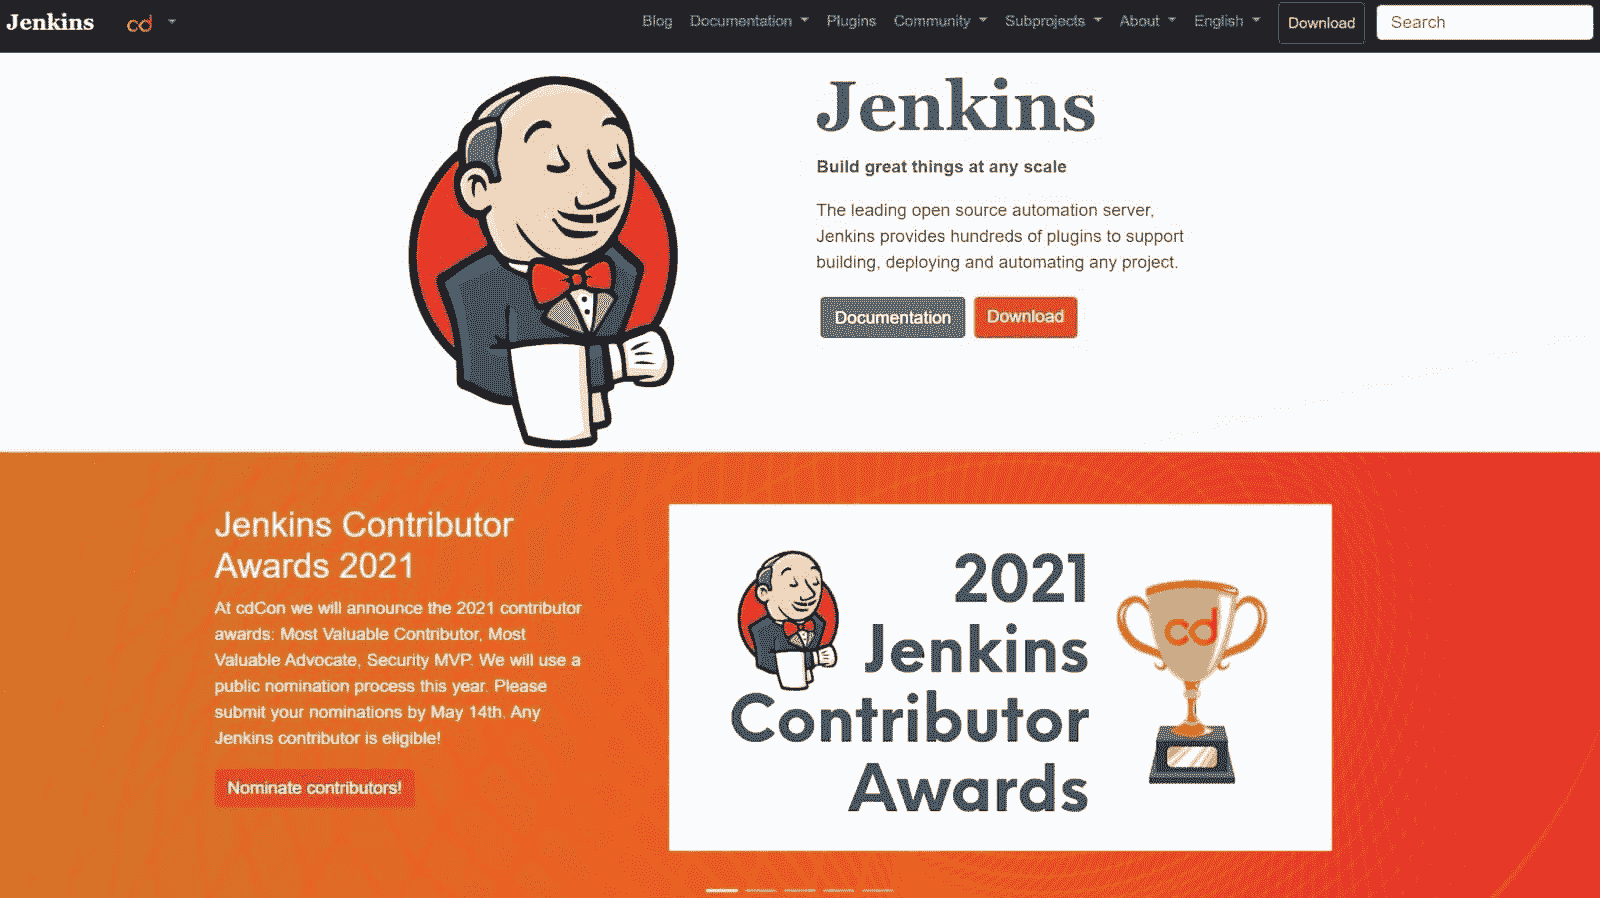 Jenkins cd Blog Documentation Plugins Community Subprojects About English Download Search
Jenkins
Build great things at any scale
The leading open source automation server,
Jenkins provides hundreds of plugins to support
building, deploying and automating any project.
Documentation Download
Jenkins Contributor
Awards 2021
At cdCon we will announce the 2021 contributor
awards: Most Valuable Contributor, Most
Valuable Advocate, Security MVP. We will use a
public nomination process this year. Please
submit your nominations by May 14th. Any
Jenkins contributor is eligible!
Nominate contributors!
2021
Jenkins
Contributor
Awards
cd